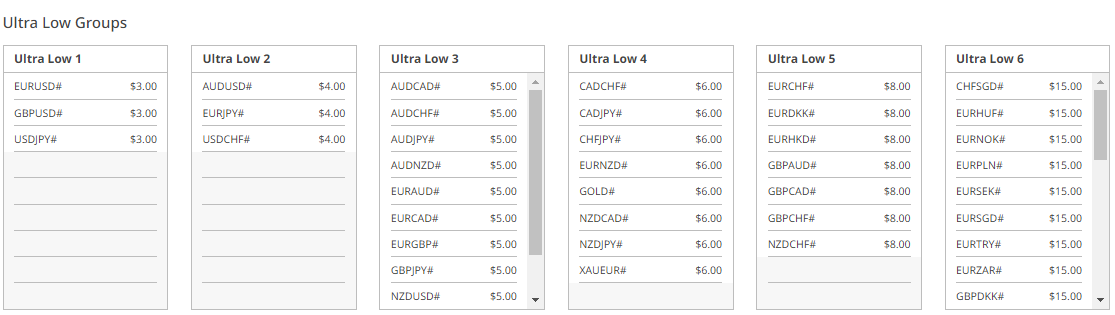 Ultra Low Groups
Ultra Low 1
EURUSD# $3.00
GBPUSD# $3.00
USDJPY# $3.00
Ultra Low 2
AUDUSD# $4.00
EURJPY# $4.00
USDCHF# $4.00
Ultra Low 3
AUDCAD# $5.00
AUDCHF# $5.00
AUDJPY# $5.00
AUDNZD# $5.00
EURAUD# $5.00
EURCAD# $5.00
EURGBP# $5.00
GBPJPY# $5.00
NZDUSD# $5.00
Ultra Low 4
CADCHF# $6.00
CADJPY# $6.00
CHFJPY# $6.00
EURNZD# $6.00
GOLD# $6.00
NZDCAD# $6.00
NZDJPY# $6.00
XAUEUR# $6.00
Ultra Low 5
EURCHF# $8.00
EURDKK# $8.00
EURHKD# $8.00
GBPAUD# $8.00
GBPCAD# $8.00
GBPCHF# $8.00
NZDCHF# $8.00
Ultra Low 6
CHFSGD# $15.00
EURHUF# $15.00
EURNOK# $15.00
EURPLN# $15.00
EURSEK# $15.00
EURSGD# $15.00
EURTRY# $15.00
EURZAR# $15.00
GBPDKK# $15.00